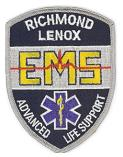 RICHMOND
LENOX
EMS
ADVANCED
LIFE SUPPORT